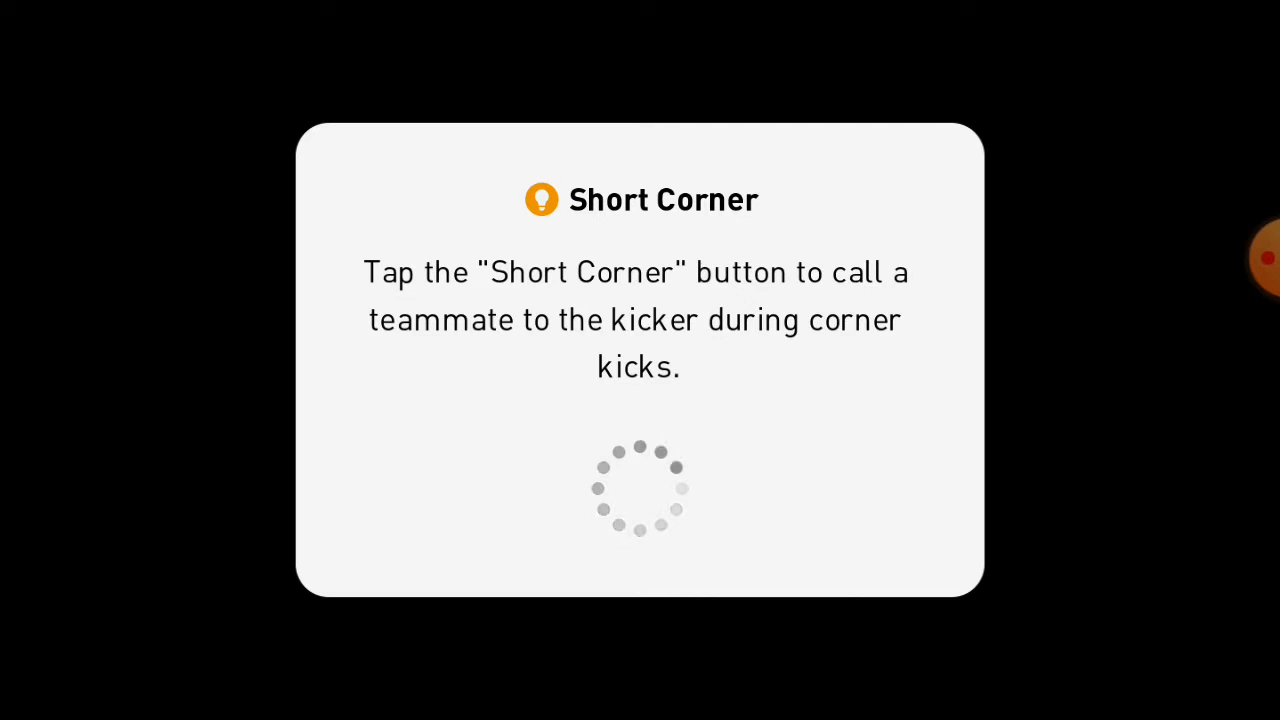 Short Corner
Tap the "Short Corner" button to call a
teammate to the kicker during corner
kicks.